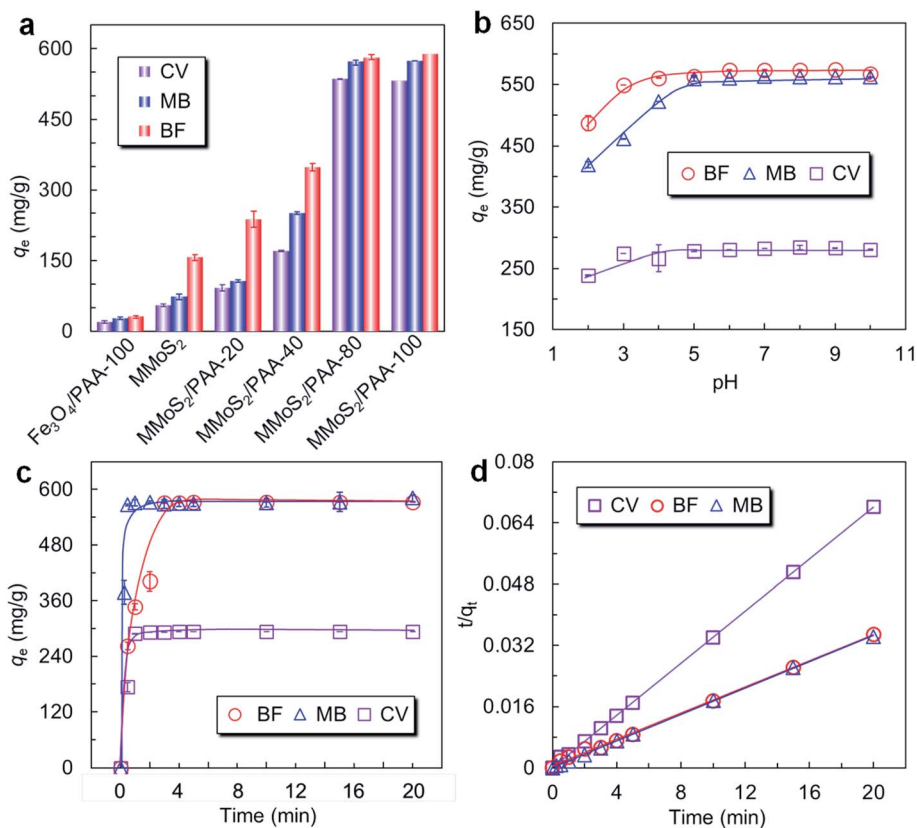 a
600
450
300
150
0
qe (mg/g)
CV
MB
BF
Fe3O4/PAA-100
MMoS2
MMoS2/PAA-20
MMoS2/PAA-40
MMoS2/PAA-80
MMoS2/PAA-100
b
650
550
450
350
250
150
qe (mg/g)
BF MB CV
1 3 5 7 9 11
pH
c
600
480
360
240
120
0
qe (mg/g)
BF MB CV
0 4 8 12 16 20
Time (min)
d
0.08
0.064
0.048
0.032
0.016
0
t/qt
CV BF MB
0 4 8 12 16 20
Time (min)